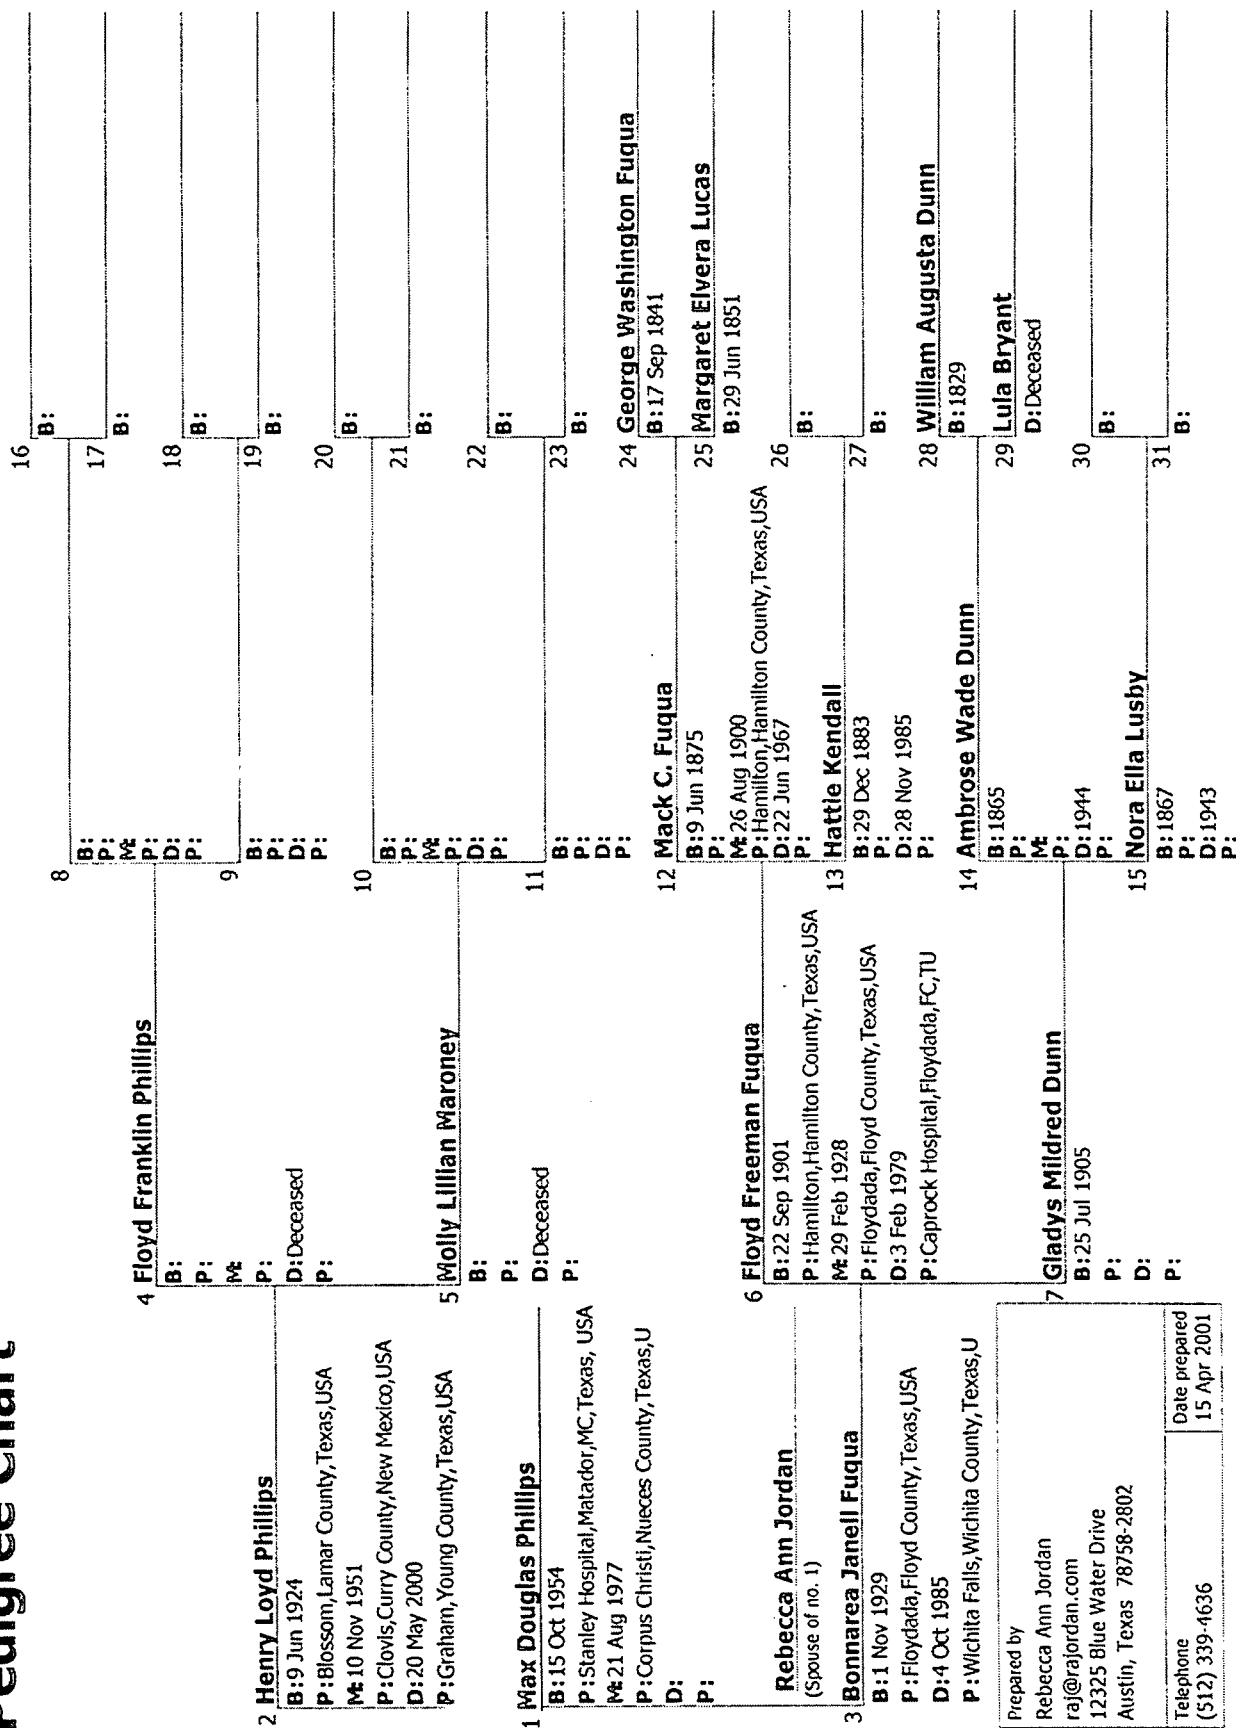 Pedigree Chart
16
B:
8
B:
P:
M:
P:
D:
P:
17
B:
4 Floyd Franklin Phillips
B:
P:
M:
P:
D:Deceased
P:
18
B:
9
B:
P:
D:
P:
19
B:
2 Henry Loyd Phillips
B:9 Jun 1924
P:Blossom,Lamar County,Texas,USA
M:10 Nov 1951
P:Clovis,Curry County,New Mexico,USA
D:20 May 2000
P:Graham,Young County,Texas,USA
20
B:
10
B:
P:
M:
P:
D:
P:
21
B:
5 Molly Lillian Maroney
B:
P:
D:Deceased
P:
22
B:
11
B:
P:
D:
P:
23
B:
1 Max Douglas Phillips
B:15 Oct 1954
P:Stanley Hospital,Matador,MC,Texas, USA
M:21 Aug 1977
P:Corpus Christi,Nueces County,Texas,U
D:
P:
24 George Washington Fuqua
B:17 Sep 1841
12 Mack C. Fuqua
B:9 Jun 1875
P:
M:26 Aug 1900
P:Hamilton,Hamilton County,Texas,USA
D:22 Jun 1967
P:
25 Margaret Elvera Lucas
B:29 Jun 1851
6 Floyd Freeman Fuqua
B:22 Sep 1901
P:Hamilton,Hamilton County,Texas,USA
M:29 Feb 1928
P:Floydada,Floyd County,Texas,USA
D:3 Feb 1979
P:Caprock Hospital,Floydada,FC,TU
26
B:
13 Hattie Kendall
B:29 Dec 1883
P:
D:28 Nov 1985
P:
27
B:
Rebecca Ann Jordan
(Spouse of no. 1)
3 Bonnarea Janell Fuqua
B:1 Nov 1929
P:Floydada,Floyd County,Texas,USA
D:4 Oct 1985
P:Wichita Falls,Wichita County,Texas,U
28 William Augusta Dunn
B:1829
14 Ambrose Wade Dunn
B:1865
P:
M:
P:
D:1944
P:
29 Lula Bryant
D:Deceased
7 Gladys Mildred Dunn
B:25 Jul 1905
P:
D:
P:
30
B:
15 Nora Ella Lusby
B:1867
P:
D:1943
P:
31
B:
Prepared by
Rebecca Ann Jordan
raj@rajordan.com
12325 Blue Water Drive
Austin, Texas 78758-2802
Telephone
(512) 339-4636
Date prepared
15 Apr 2001